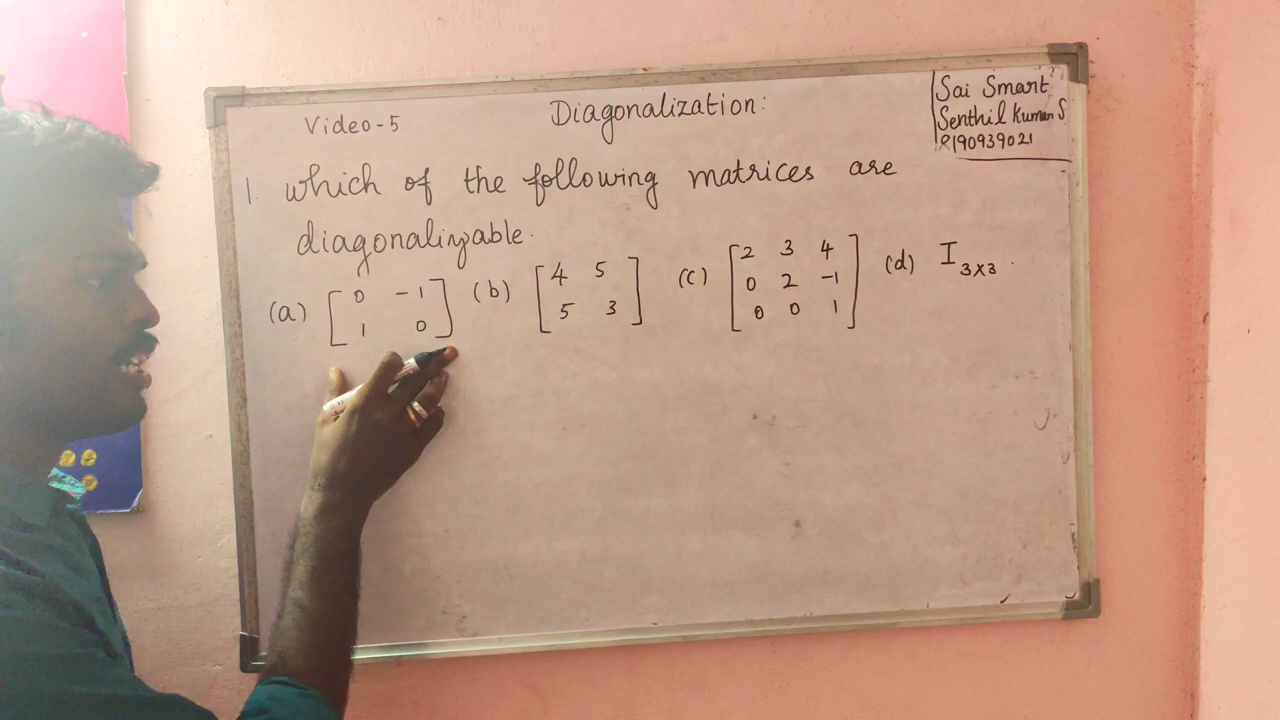 Video-5
Diagonalization:
Sai Smart
Senthil Kumar S
8190939021
1. which of the following matrices are
diagonalizable.
(a) [0 -1
1 0]
(b) [4 5
5 3]
(c) [2 3 4
0 2 -1
0 0 1]
(d) I3x3.